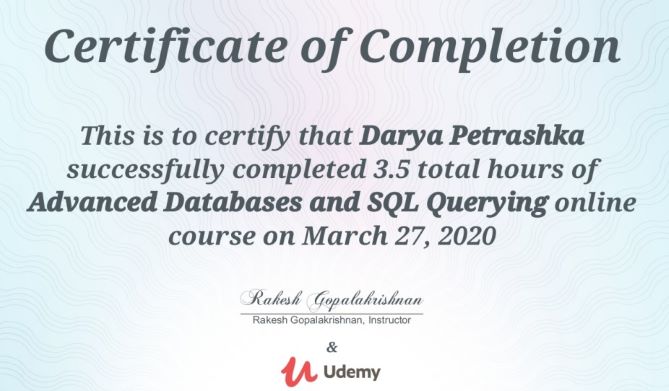 Certificate of Completion
This is to certify that Darya Petrashka
successfully completed 3.5 total hours of
Advanced Databases and SQL Querying online
course on March 27, 2020
Rakesh Gopalakrishnan
Rakesh Gopalakrishnan, Instructor
&
Udemy